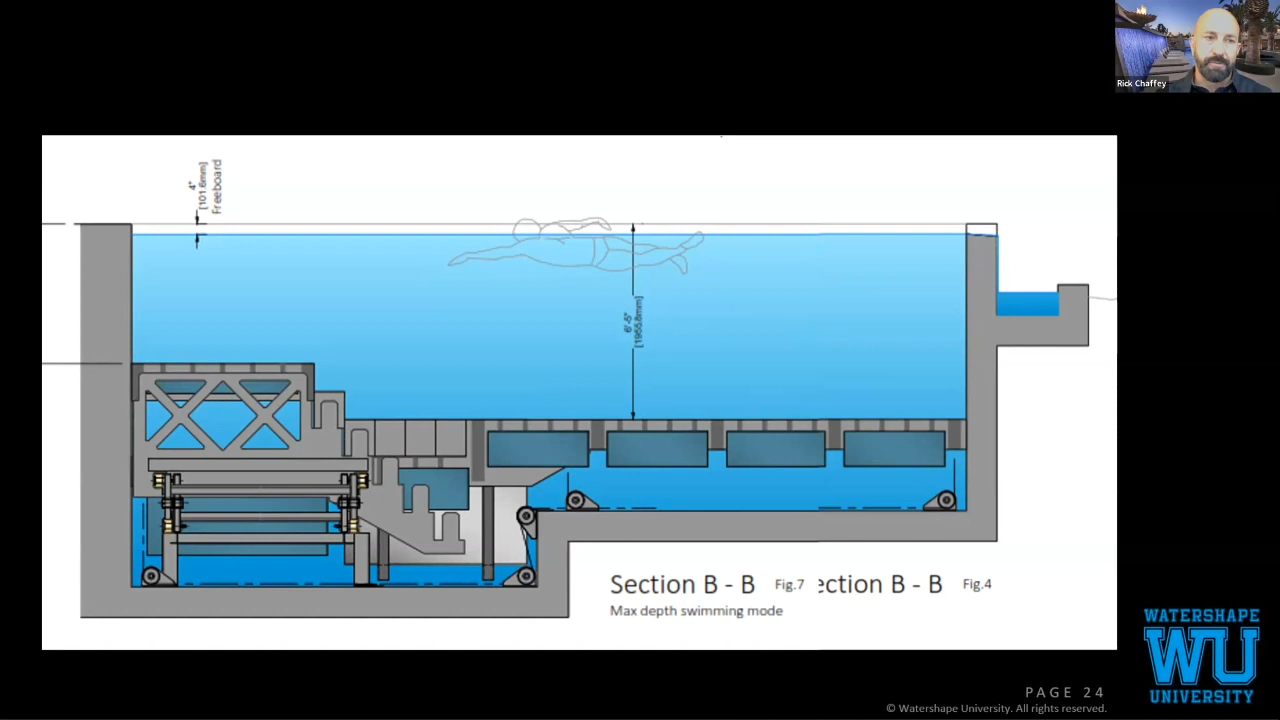 Rick Chaffey
4"
[101.6mm]
Freeboard
6'-5"
[1955.8mm]
Section B - B Fig.7 ection B - B Fig.4
Max depth swimming mode
WATERSHAPE
WU
UNIVERSITY
PAGE 24
© Watershape University. All rights reserved.